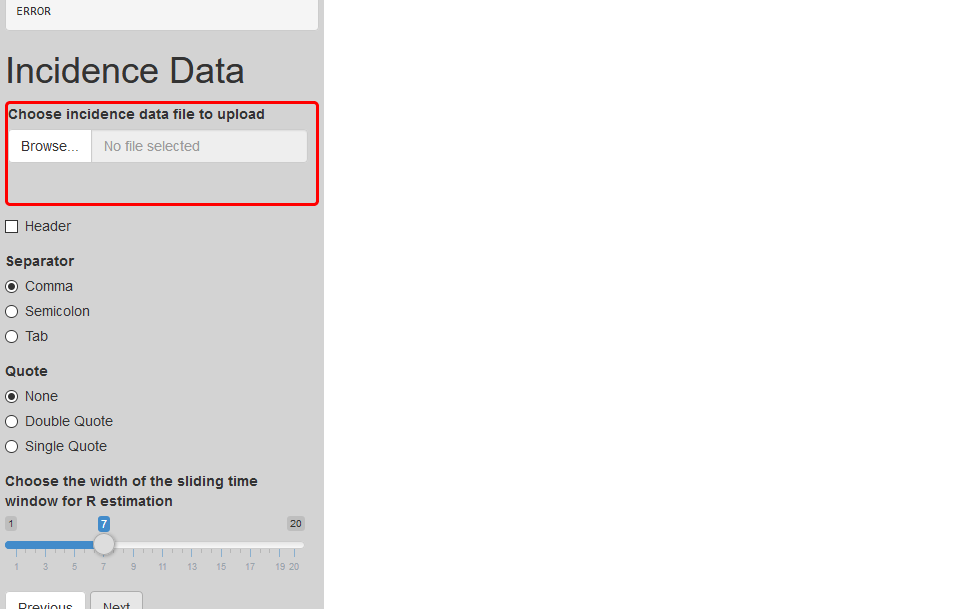 ERROR
Incidence Data
Choose incidence data file to upload
Browse... No file selected
Header
Separator
Comma
Semicolon
Tab
Quote
None
Double Quote
Single Quote
Choose the width of the sliding time
window for R estimation
1 7 20
1 3 5 7 9 11 13 15 17 19 20
Previous Next